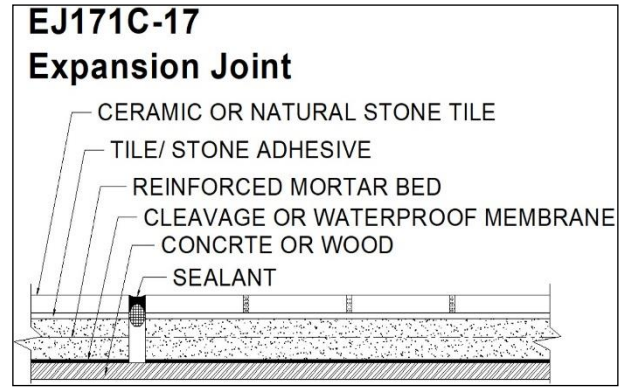 EJ171C-17
Expansion Joint
CERAMIC OR NATURAL STONE TILE
TILE/ STONE ADHESIVE
REINFORCED MORTAR BED
CLEAVAGE OR WATERPROOF MEMBRANE
CONCRTE OR WOOD
SEALANT